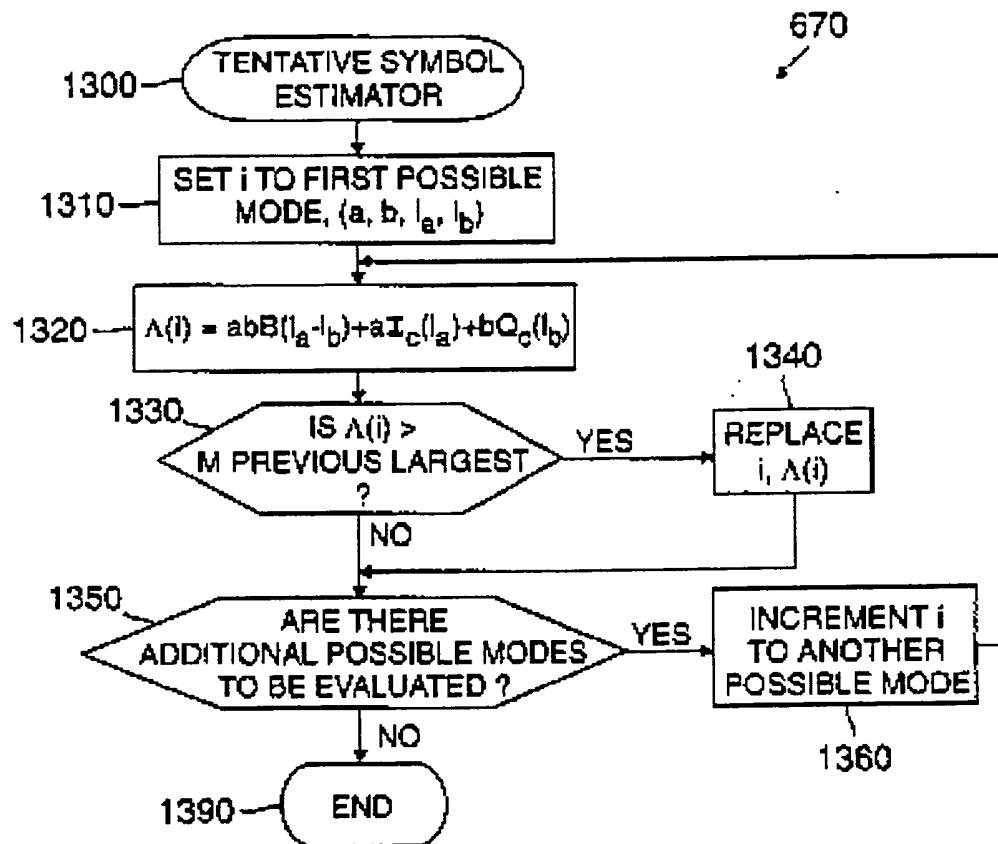 670
1300
TENTATIVE SYMBOL
ESTIMATOR
1310
SET i TO FIRST POSSIBLE
MODE, (a, b, l_a, l_b)
1320
Λ(i) = abB(l_a-l_b)+aI_c(l_a)+bQ_c(l_b)
1330
IS Λ(i) >
M PREVIOUS LARGEST
?
YES
1340
REPLACE
i, Λ(i)
NO
1350
ARE THERE
ADDITIONAL POSSIBLE MODES
TO BE EVALUATED ?
YES
INCREMENT i
TO ANOTHER
POSSIBLE MODE
1360
NO
1390
END